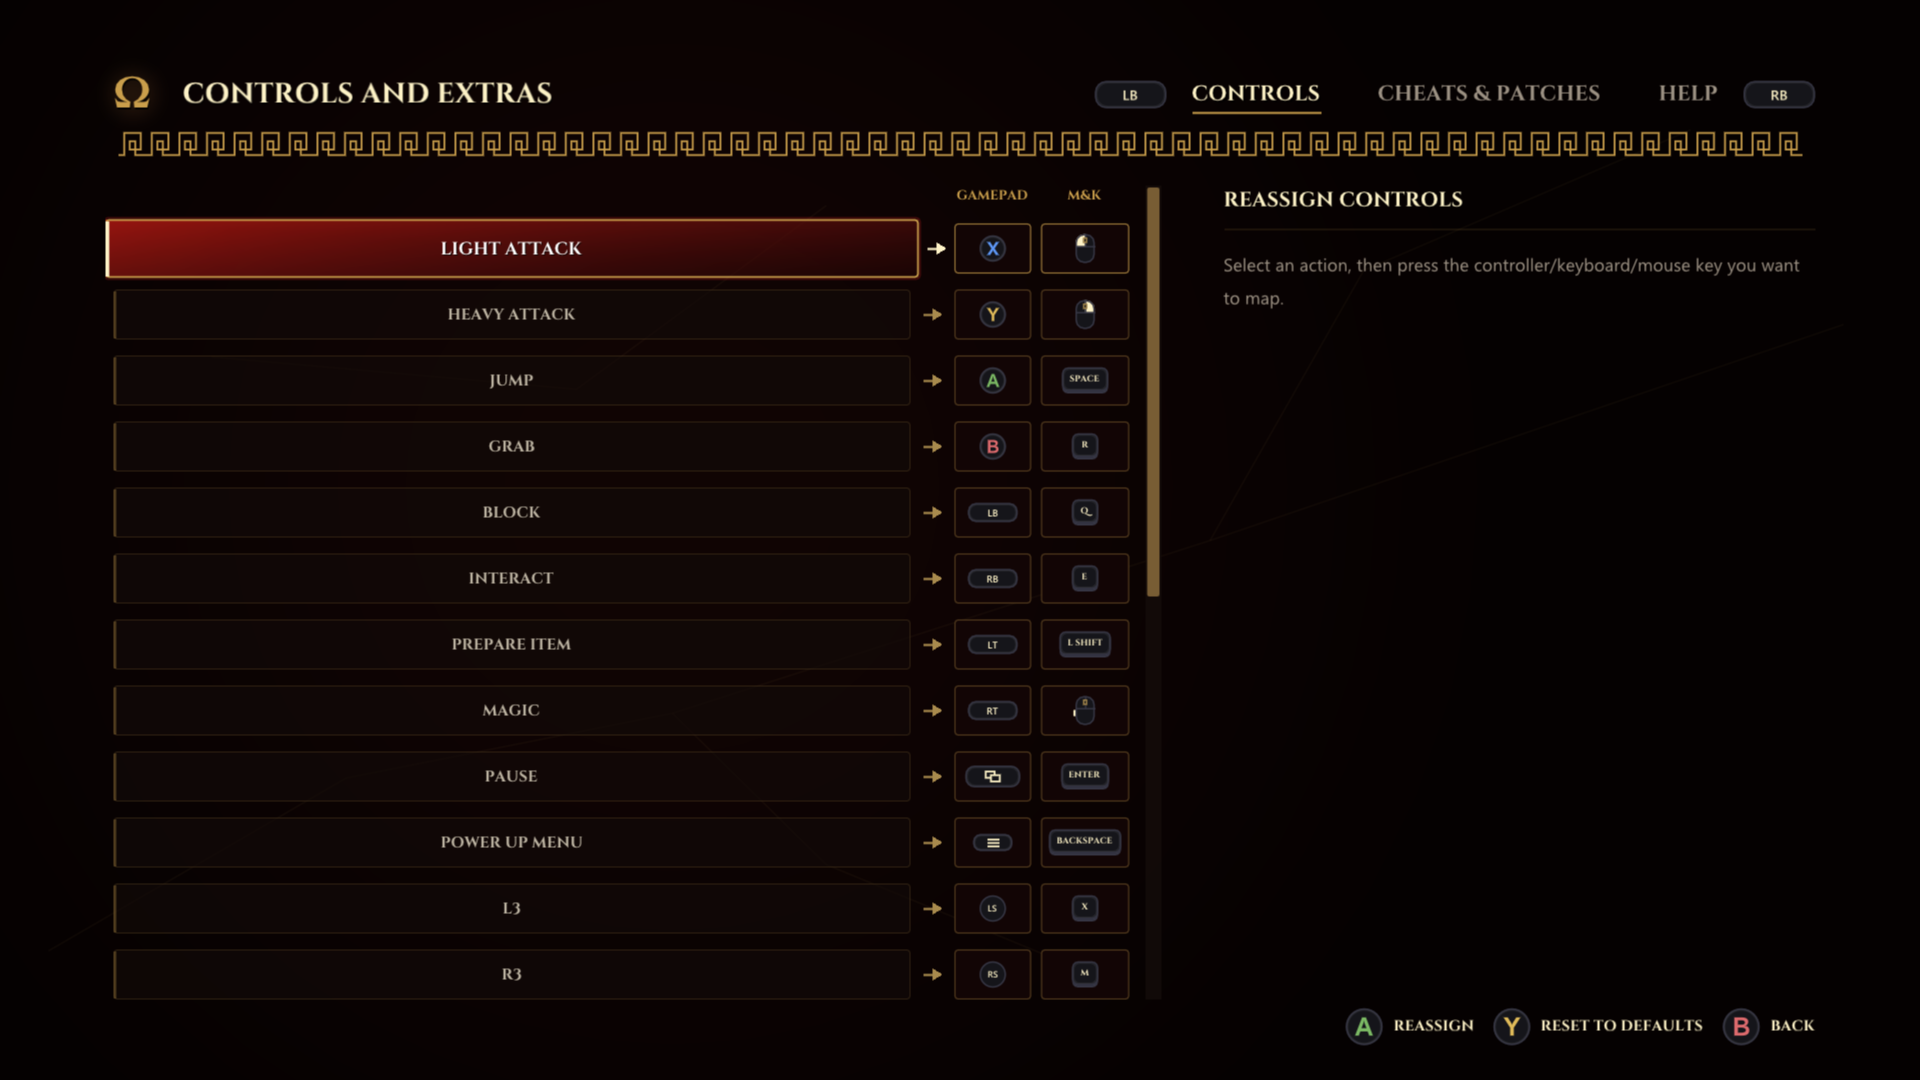 Ω CONTROLS AND EXTRAS
LB CONTROLS CHEATS & PATCHES HELP RB
GAMEPAD M&K
LIGHT ATTACK X
HEAVY ATTACK Y
JUMP A SPACE
GRAB B R
BLOCK LB Q
INTERACT RB E
PREPARE ITEM LT L SHIFT
MAGIC RT
PAUSE ENTER
POWER UP MENU BACKSPACE
L3 LS X
R3 RS M
REASSIGN CONTROLS
Select an action, then press the controller/keyboard/mouse key you want
to map.
A REASSIGN Y RESET TO DEFAULTS B BACK